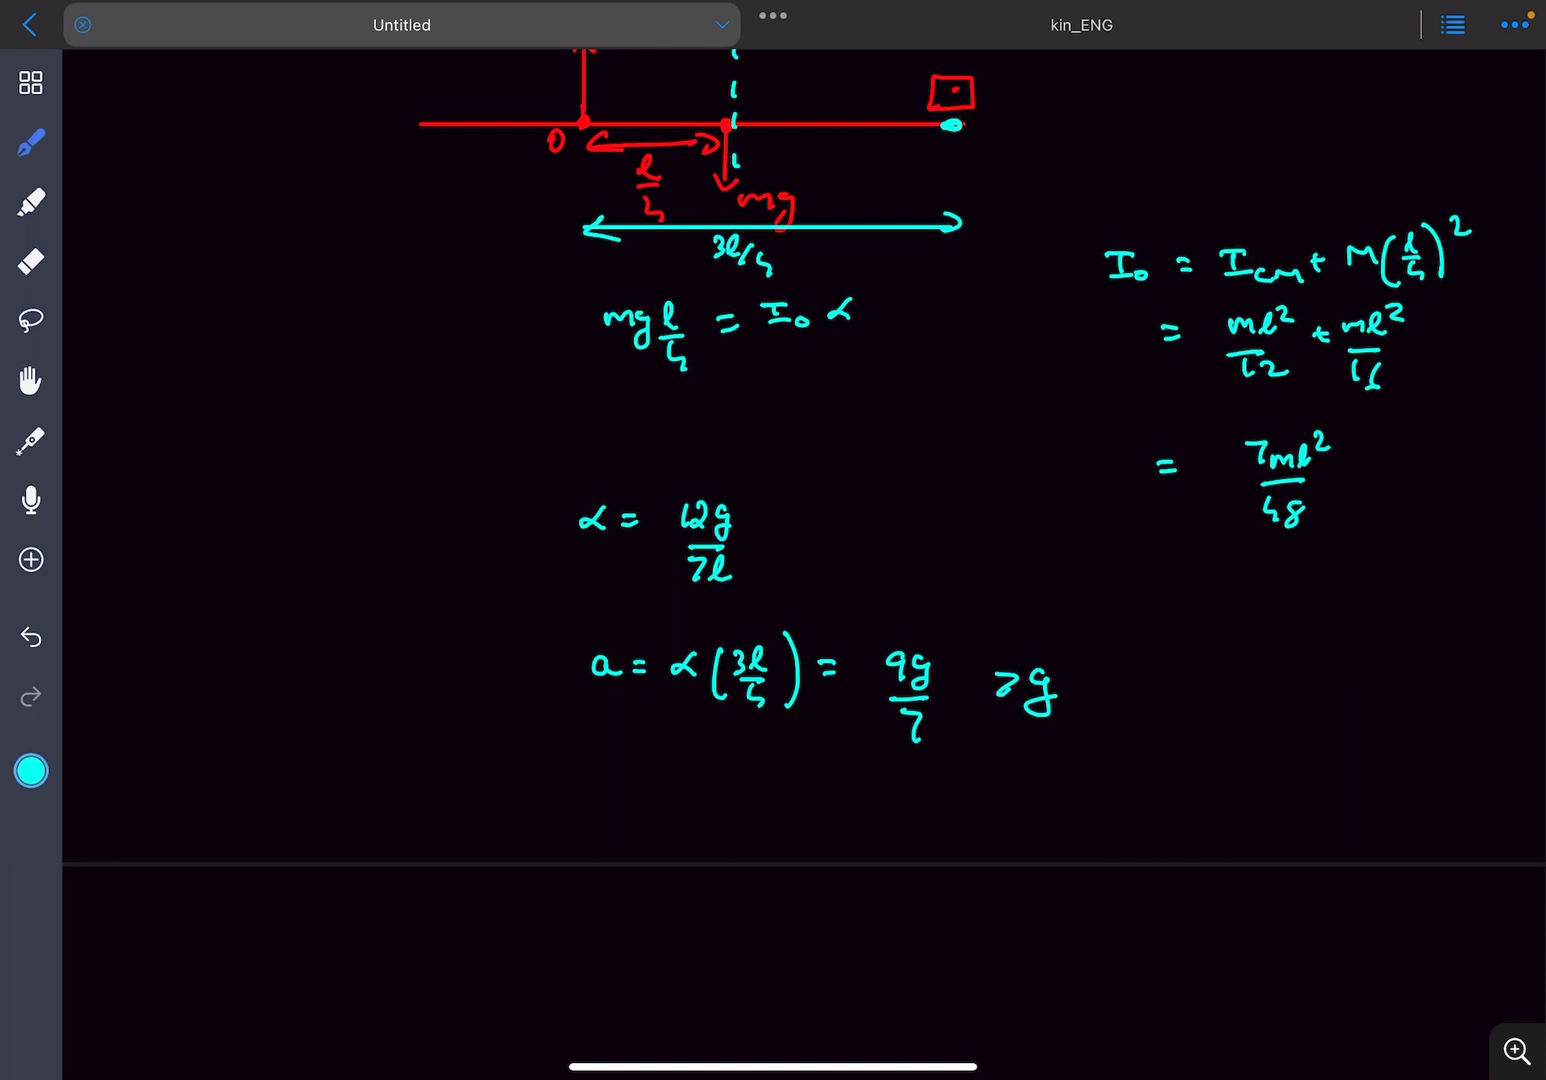 Untitled
kin_ENG
O
l/4
mg
3l/4
I₀ = I_cm + M(l/4)²
= ml²/12 + ml²/16
= 7ml²/48
mg l/4 = I₀ α
α = 12g/7l
a = α(3l/4) = 9g/7 > g